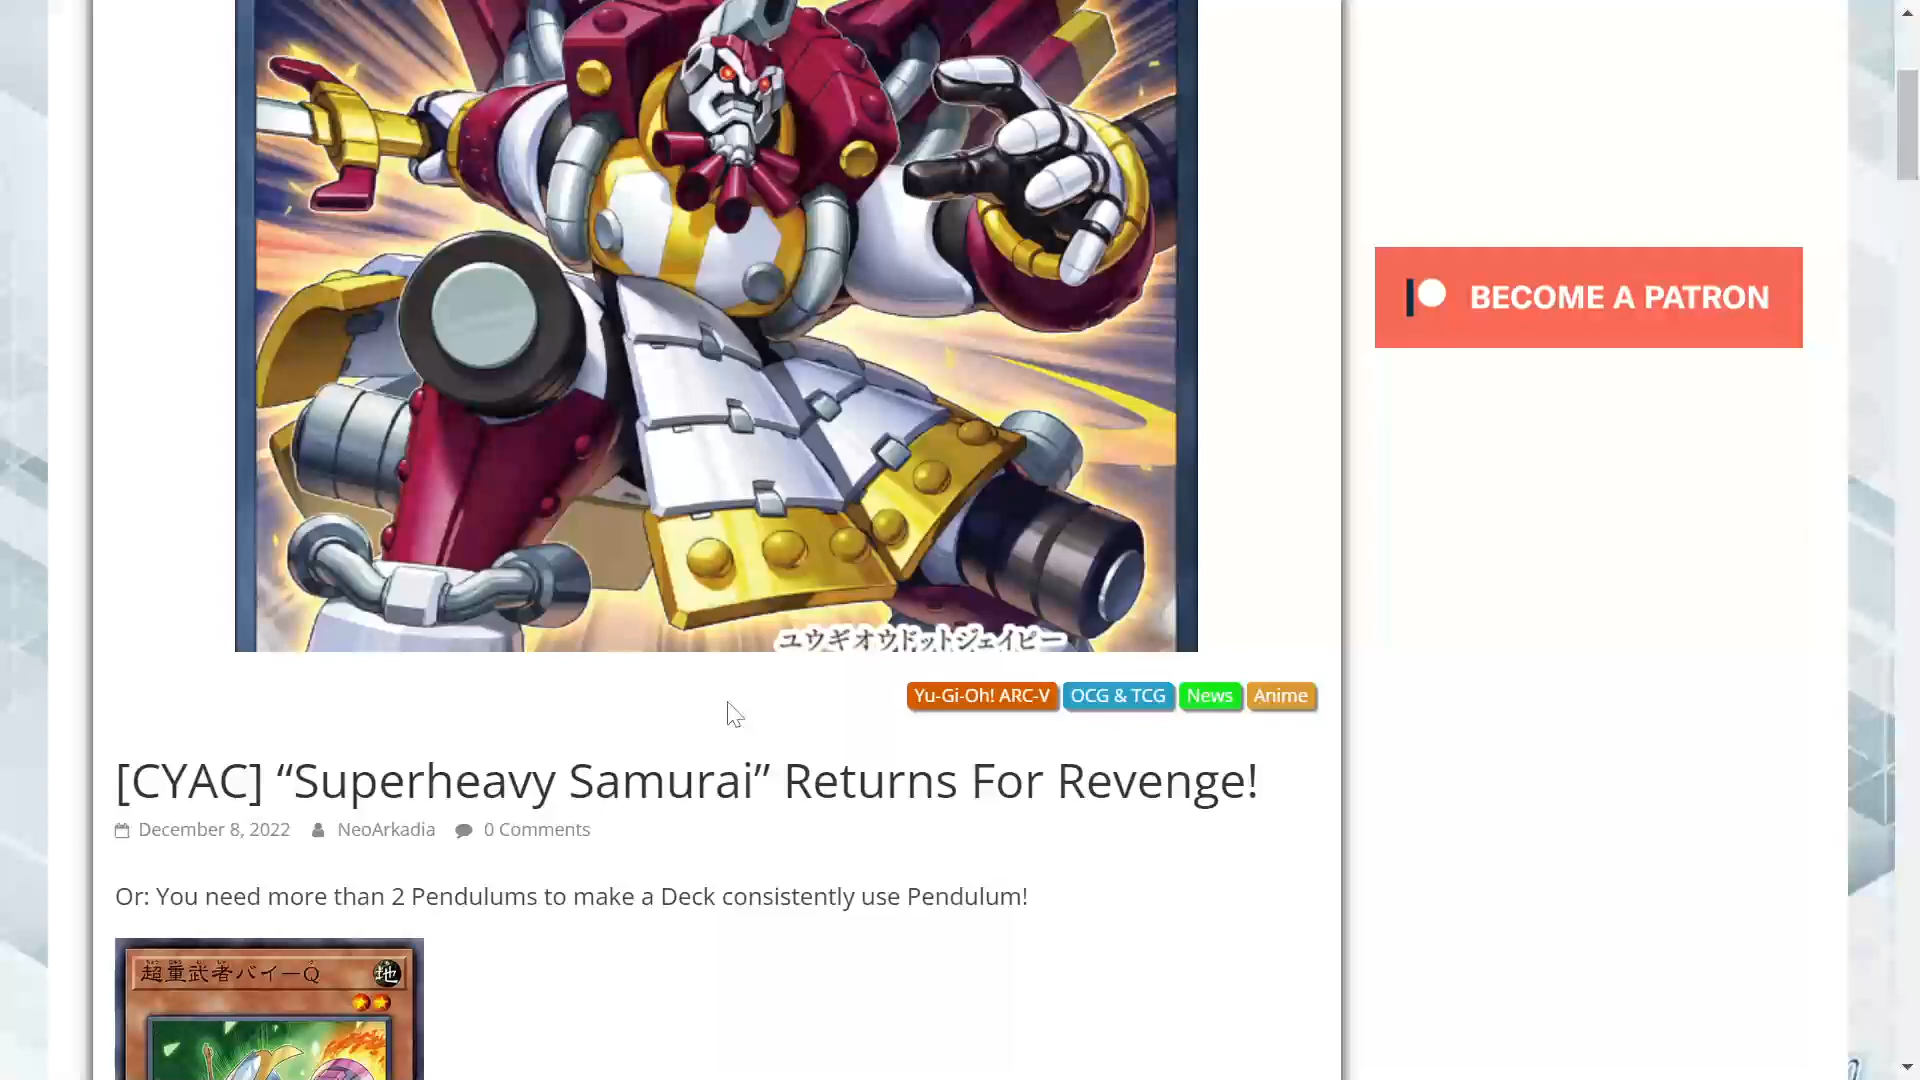 ユウギオウドットジェイピー
BECOME A PATRON
Yu-Gi-Oh! ARC-V OCG & TCG News Anime
[CYAC] “Superheavy Samurai” Returns For Revenge!
December 8, 2022 NeoArkadia 0 Comments
Or: You need more than 2 Pendulums to make a Deck consistently use Pendulum!
超重武者バイ－Q 地